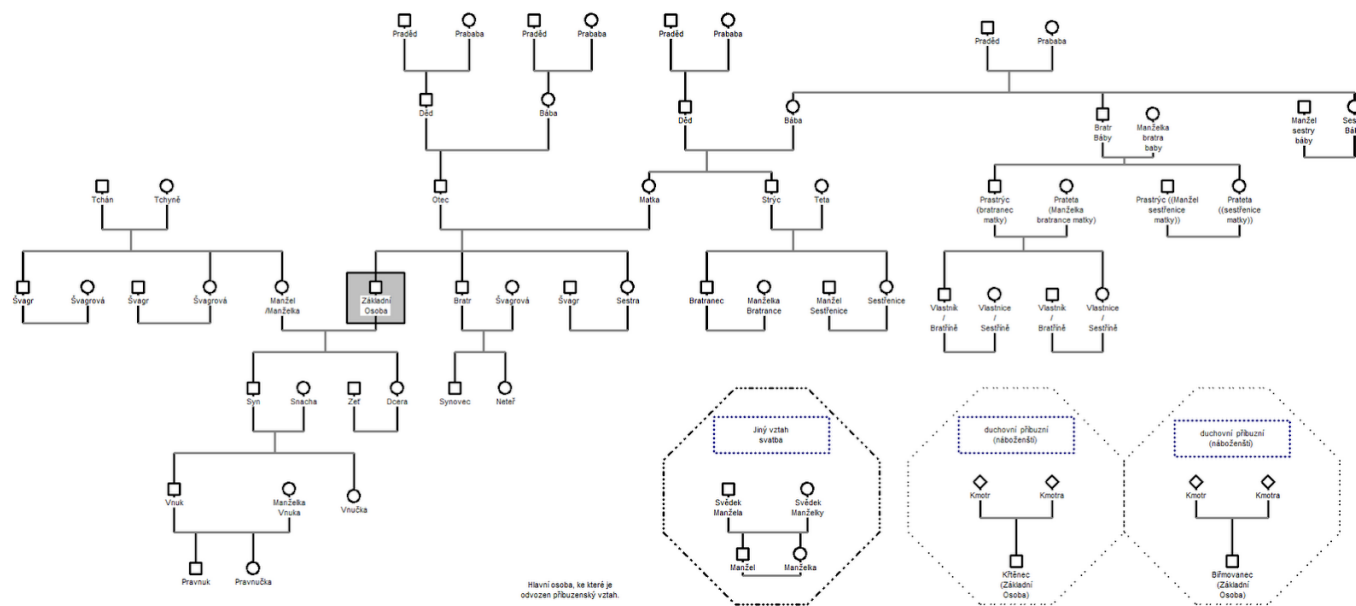 Praděd
Prababa
Praděd
Prababa
Praděd
Prababa
Praděd
Prababa
Děd
Bába
Děd
Bába
Bratr
Báby
Manželka
bratra
baby
Manžel
sestry
báby
Tchán
Tchyně
Otec
Matka
Strýc
Teta
Prastrýc
(bratranec
matky)
Prateta
(Manželka
bratrance matky)
Prastrýc ((Manžel
sestřenice
matky))
Prateta
((sestřenice
matky))
Švagr
Švagrová
Švagr
Švagrová
Manžel
/Manželka
Základní
Osoba
Bratr
Švagrová
Švagr
Sestra
Bratranec
Manželka
Bratrance
Manžel
Sestřenice
Sestřenice
Vlastník
/
Bratříně
Vlastnice
/
Sestříně
Vlastník
/
Bratříně
Vlastnice
/
Sestříně
Syn
Snacha
Zeť
Dcera
Synovec
Neteř
Vnuk
Manželka
Vnuka
Vnučka
Pravnuk
Pravnučka
Hlavní osoba, ke které je
odvozen příbuzenský vztah.
Jiný vztah
svatba
Svědek
Manžela
Svědek
Manželky
Manžel
Manželka
duchovní příbuzní
(náboženští)
Kmotr
Kmotra
Křtěnec
(Základní
Osoba)
duchovní příbuzní
(náboženští)
Kmotr
Kmotra
Biřmovanec
(Základní
Osoba)